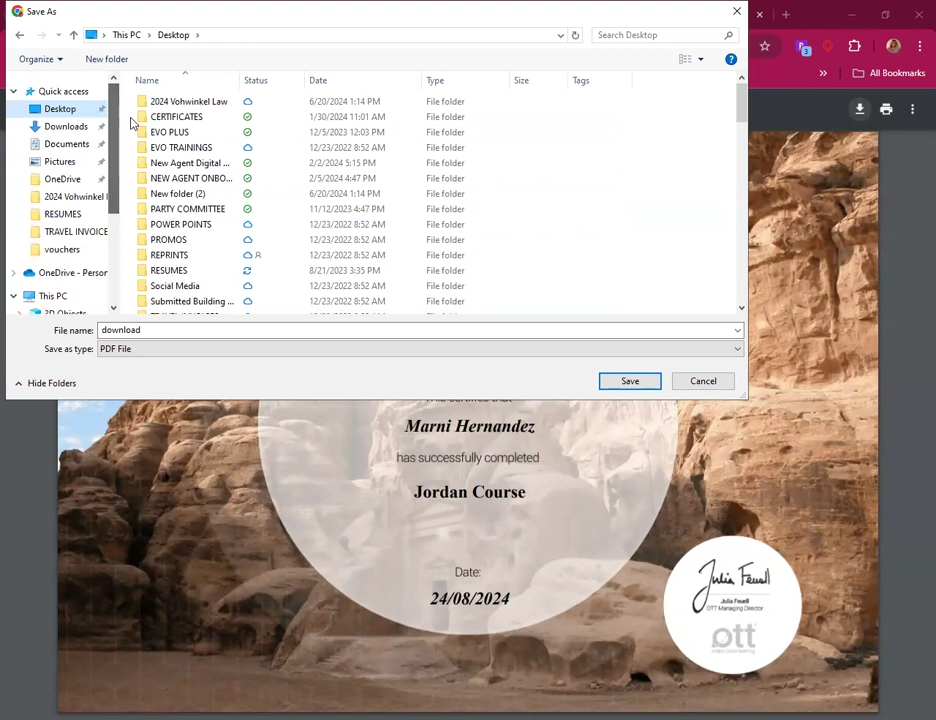 Save As
This PC
Desktop
Search Desktop
Organize
New folder
Name
Status
Date
Type
Size
Tags
Quick access
Desktop
Downloads
Documents
Pictures
OneDrive
2024 Vohwinkel l
RESUMES
TRAVEL INVOICE
vouchers
OneDrive - Person
This PC
2024 Vohwinkel Law 6/20/2024 1:14 PM File folder
CERTIFICATES 1/30/2024 11:01 AM File folder
EVO PLUS 12/5/2023 12:03 PM File folder
EVO TRAININGS 12/23/2022 8:52 AM File folder
New Agent Digital ... 2/2/2024 5:15 PM File folder
NEW AGENT ONBO... 2/5/2024 4:47 PM File folder
New folder (2) 6/20/2024 1:14 PM File folder
PARTY COMMITTEE 11/12/2023 4:47 PM File folder
POWER POINTS 12/23/2022 8:52 AM File folder
PROMOS 12/23/2022 8:52 AM File folder
REPRINTS 12/23/2022 8:52 AM File folder
RESUMES 8/21/2023 3:35 PM File folder
Social Media 12/23/2022 8:52 AM File folder
Submitted Building ... 12/23/2022 8:52 AM File folder
File name: download
Save as type: PDF File
Hide Folders
Save
Cancel
All Bookmarks
3
Marni Hernandez
has successfully completed
Jordan Course
Date:
24/08/2024
Julia Feuell
Julia Feuell
OTT Managing Director
ott